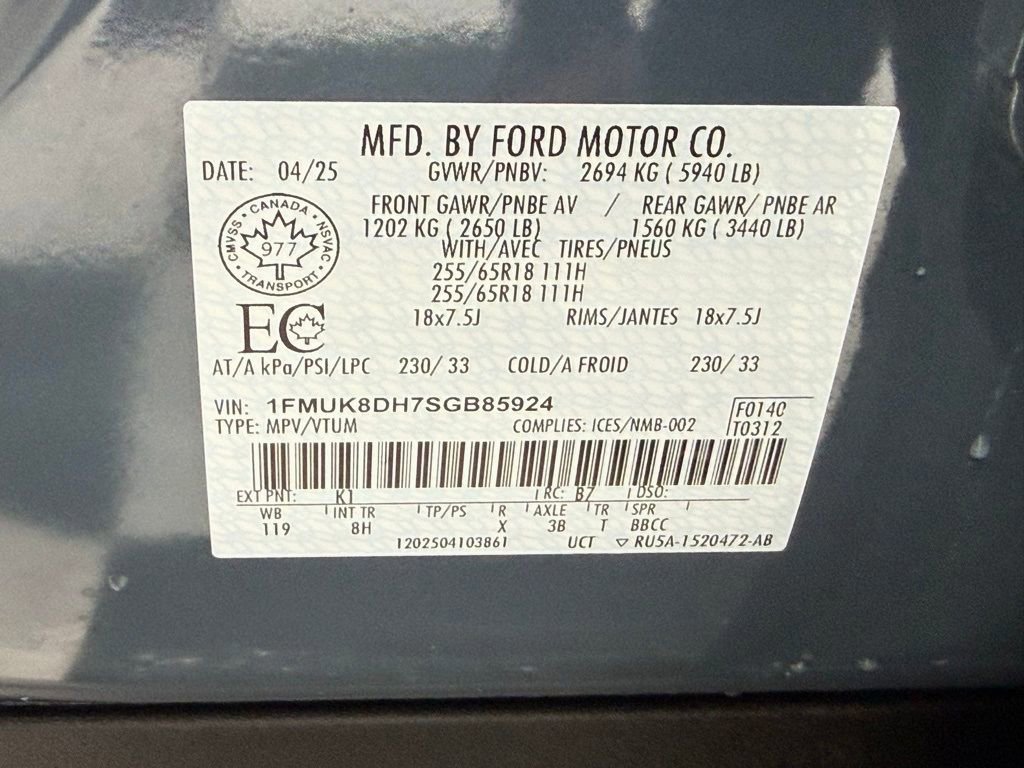 MFD. BY FORD MOTOR CO.
DATE: 04/25 GVWR/PNBV: 2694 KG ( 5940 LB)
FRONT GAWR/PNBE AV / REAR GAWR/ PNBE AR
1202 KG ( 2650 LB) 1560 KG ( 3440 LB)
WITH/AVEC TIRES/PNEUS
255/65R18 111H
255/65R18 111H
18x7.5J RIMS/JANTES 18x7.5J
CANADA
CMVSS NSVAC
977
TRANSPORT
EC
AT/A kPa/PSI/LPC 230/ 33 COLD/A FROID 230/ 33
VIN: 1FMUK8DH7SGB85924
TYPE: MPV/VTUM COMPLIES: ICES/NMB-002
F0140
T0312
EXT PNT: K1 RC: B7 DSO:
WB INT TR TP/PS R AXLE TR SPR
119 8H X 3B T BBCC
1202504103861 UCT ▽ RU5A-1520472-AB